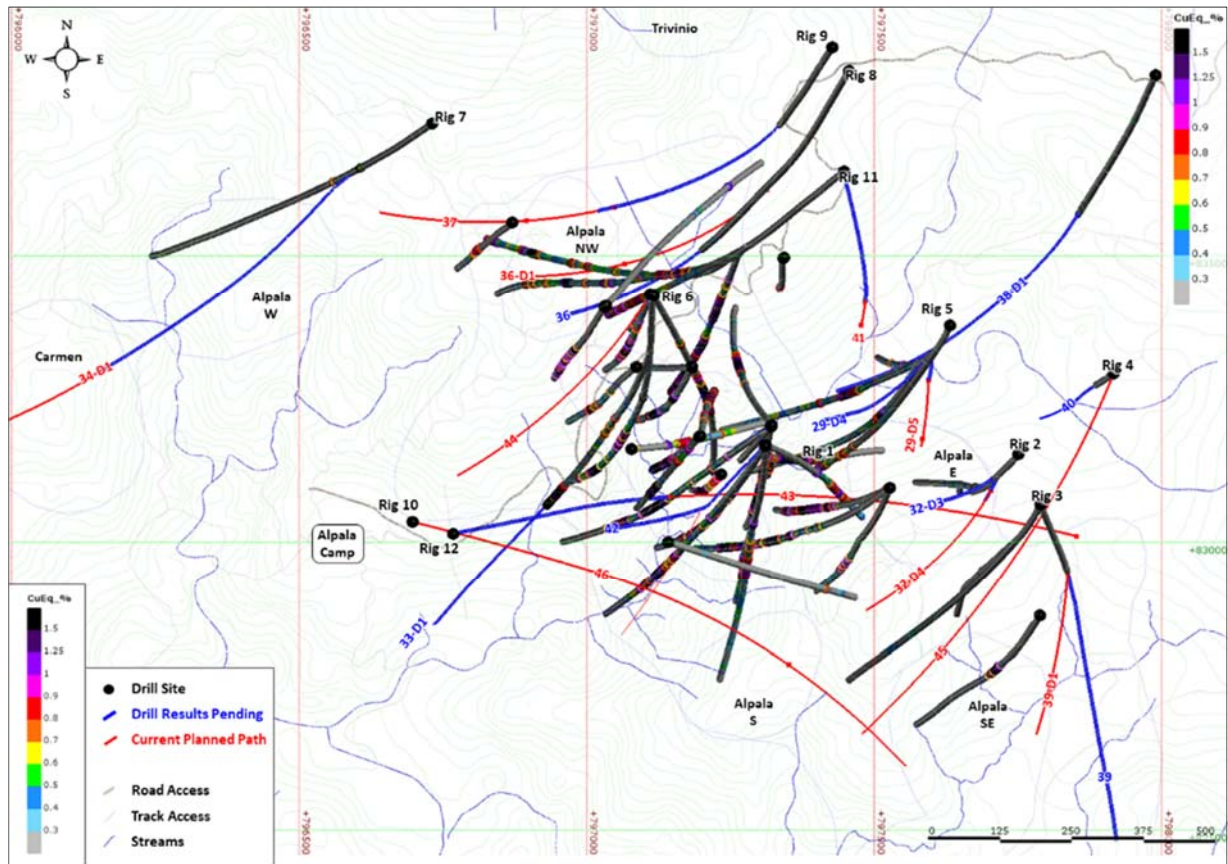 +796000
+796500
+797000
+797500
+798000
Trivinio
CuEq_%
1.5
1.25
1
0.9
0.8
0.7
0.6
0.5
0.4
0.3
N
W
E
S
Rig 9
Rig 8
Rig 7
Rig 11
37
Alpala
NW
36-D1
36
Rig 6
38-D1
Rig 5
41
Alpala
W
Carmen
34-D1
Rig 4
40
29-D4
29-D5
44
Rig 1
Alpala
E
Rig 2
Rig 3
43
32-D3
Rig 10
Rig 12
42
Alpala
Camp
+83000
46
32-D4
33-D1
45
39-D1
Alpala
S
Alpala
SE
39
CuEq_%
1.5
1.25
1
0.9
0.8
0.7
0.6
0.5
0.4
0.3
Drill Site
Drill Results Pending
Current Planned Path
Road Access
Track Access
Streams
0
125
250
375
500